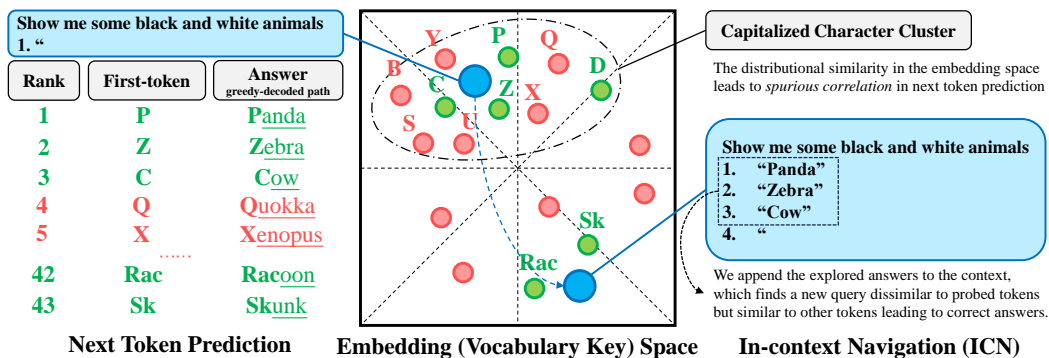 Show me some black and white animals
1. “
Rank First-token Answer
greedy-decoded path
1 P Panda
2 Z Zebra
3 C Cow
4 Q Quokka
5 X Xenopus
......
42 Rac Racoon
43 Sk Skunk
Next Token Prediction
Y P Q
B C Z D
S U X
Sk
Rac
Embedding (Vocabulary Key) Space
Capitalized Character Cluster
The distributional similarity in the embedding space
leads to spurious correlation in next token prediction
Show me some black and white animals
1. “Panda”
2. “Zebra”
3. “Cow”
4. “
We append the explored answers to the context,
which finds a new query dissimilar to probed tokens
but similar to other tokens leading to correct answers.
In-context Navigation (ICN)